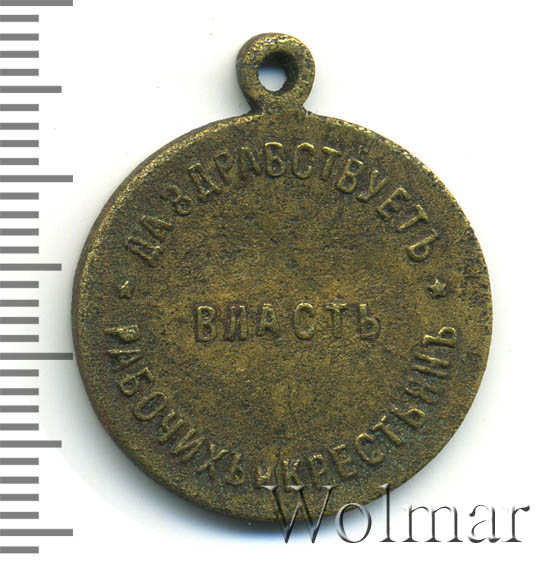 ДА ЗДРАВСТВУЕТЪ
ВЛАСТЬ
РАБОЧИХЪ и КРЕСТЬЯНЪ
Wolmar